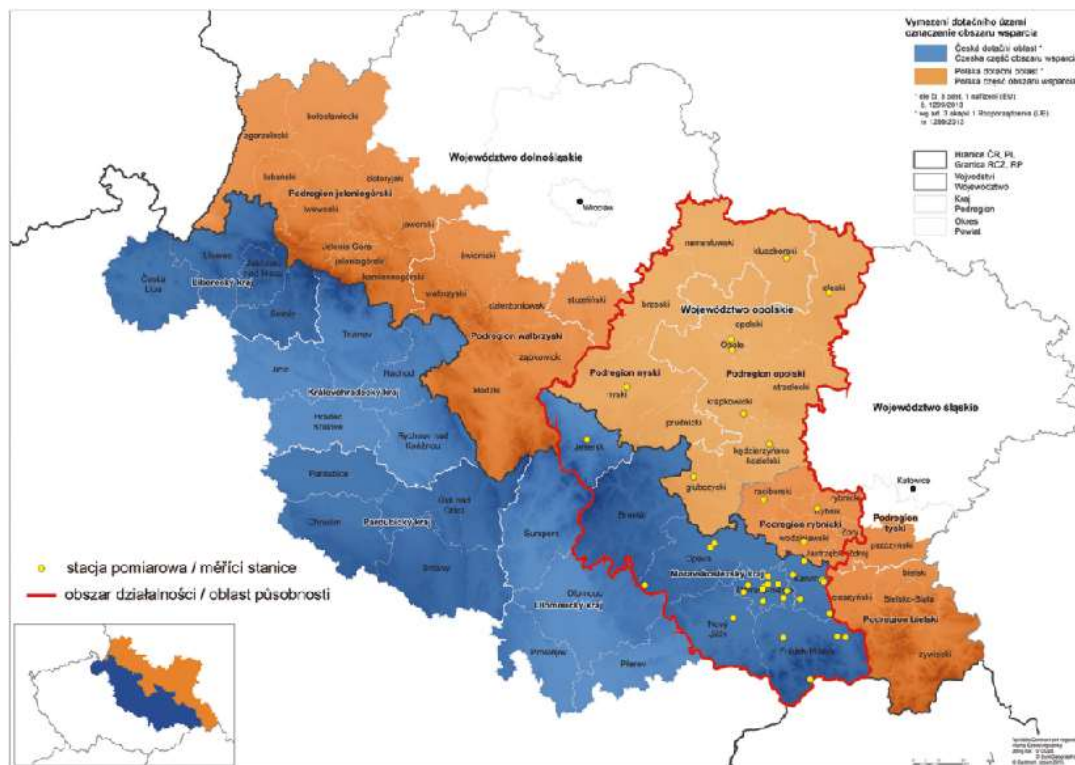 Vymezení dotačního území
oznaczenie obszaru wsparcia
Česká dotační oblast *
Czeska część obszaru wsparcia
Polska dotační oblast *
Polska część obszaru wsparcia
Hranice ČR, PL
Granica RCZ, RP
Vojvodství
Województwo
Kraj
Podregion
Okres
Powiat
bolesławiecki
zgorzelecki
Województwo dolnośląskie
lubański
Podregion jeleniogórski
lwówecki
jaworski
Wrocław
namysłowski
kluczborski
Jelenia Góra
jeleniogórski
świdnicki
kamiennogórski
oleski
Česká
Lípa
Liberec
Jablonec
nad Nisou
Liberecký kraj
wałbrzyski
dzierżoniowski
strzeliński
brzeski
Województwo opolskie
Semily
opolski
Trutnov
Podregion wałbrzyski
Opole
Jičín
Náchod
ząbkowicki
Podregion nyski
Podregion opolski
Královéhradecký kraj
kłodzki
nyski
strzelecki
krapkowicki
Województwo śląskie
Hradec
Králové
Rychnov nad
Kněžnou
prudnicki
Jeseník
kędzierzyńsko
kozielski
Pardubice
głubczycki
Katowice
Ústí nad
Orlicí
raciborski
rybnicki
Rybnik
Chrudim
Pardubický kraj
Bruntál
Podregion rybnicki
Żory
Podregion
tyski
Šumperk
wodzisławski
Jastrzębie-Zdrój
pszczyński
Opava
stacja pomiarowa / měřící stanice
Svitavy
Moravskoslezský kraj
Karviná
bielski
obszar działalności / oblast působnosti
Olomouc
Olomoucký kraj
cieszyński
Bielsko-Biała
Nový
Jičín
Podregion bielski
Prostějov
Přerov
Frýdek-Místek
żywiecki